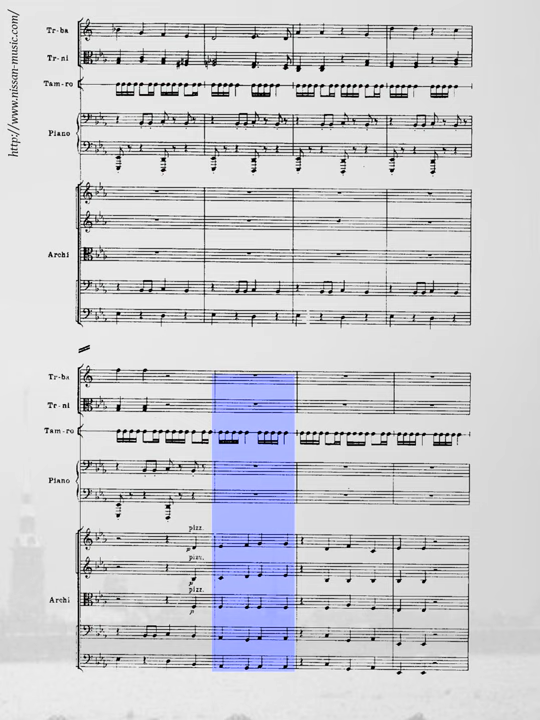 http://www.nissan-music.com/
Tr-ba
Tr-ni
Tam-ro
Piano
Archi
Tr-ba
Tr-ni
Tam-ro
Piano
pizz.
p
pizz.
p
pizz.
Archi
p